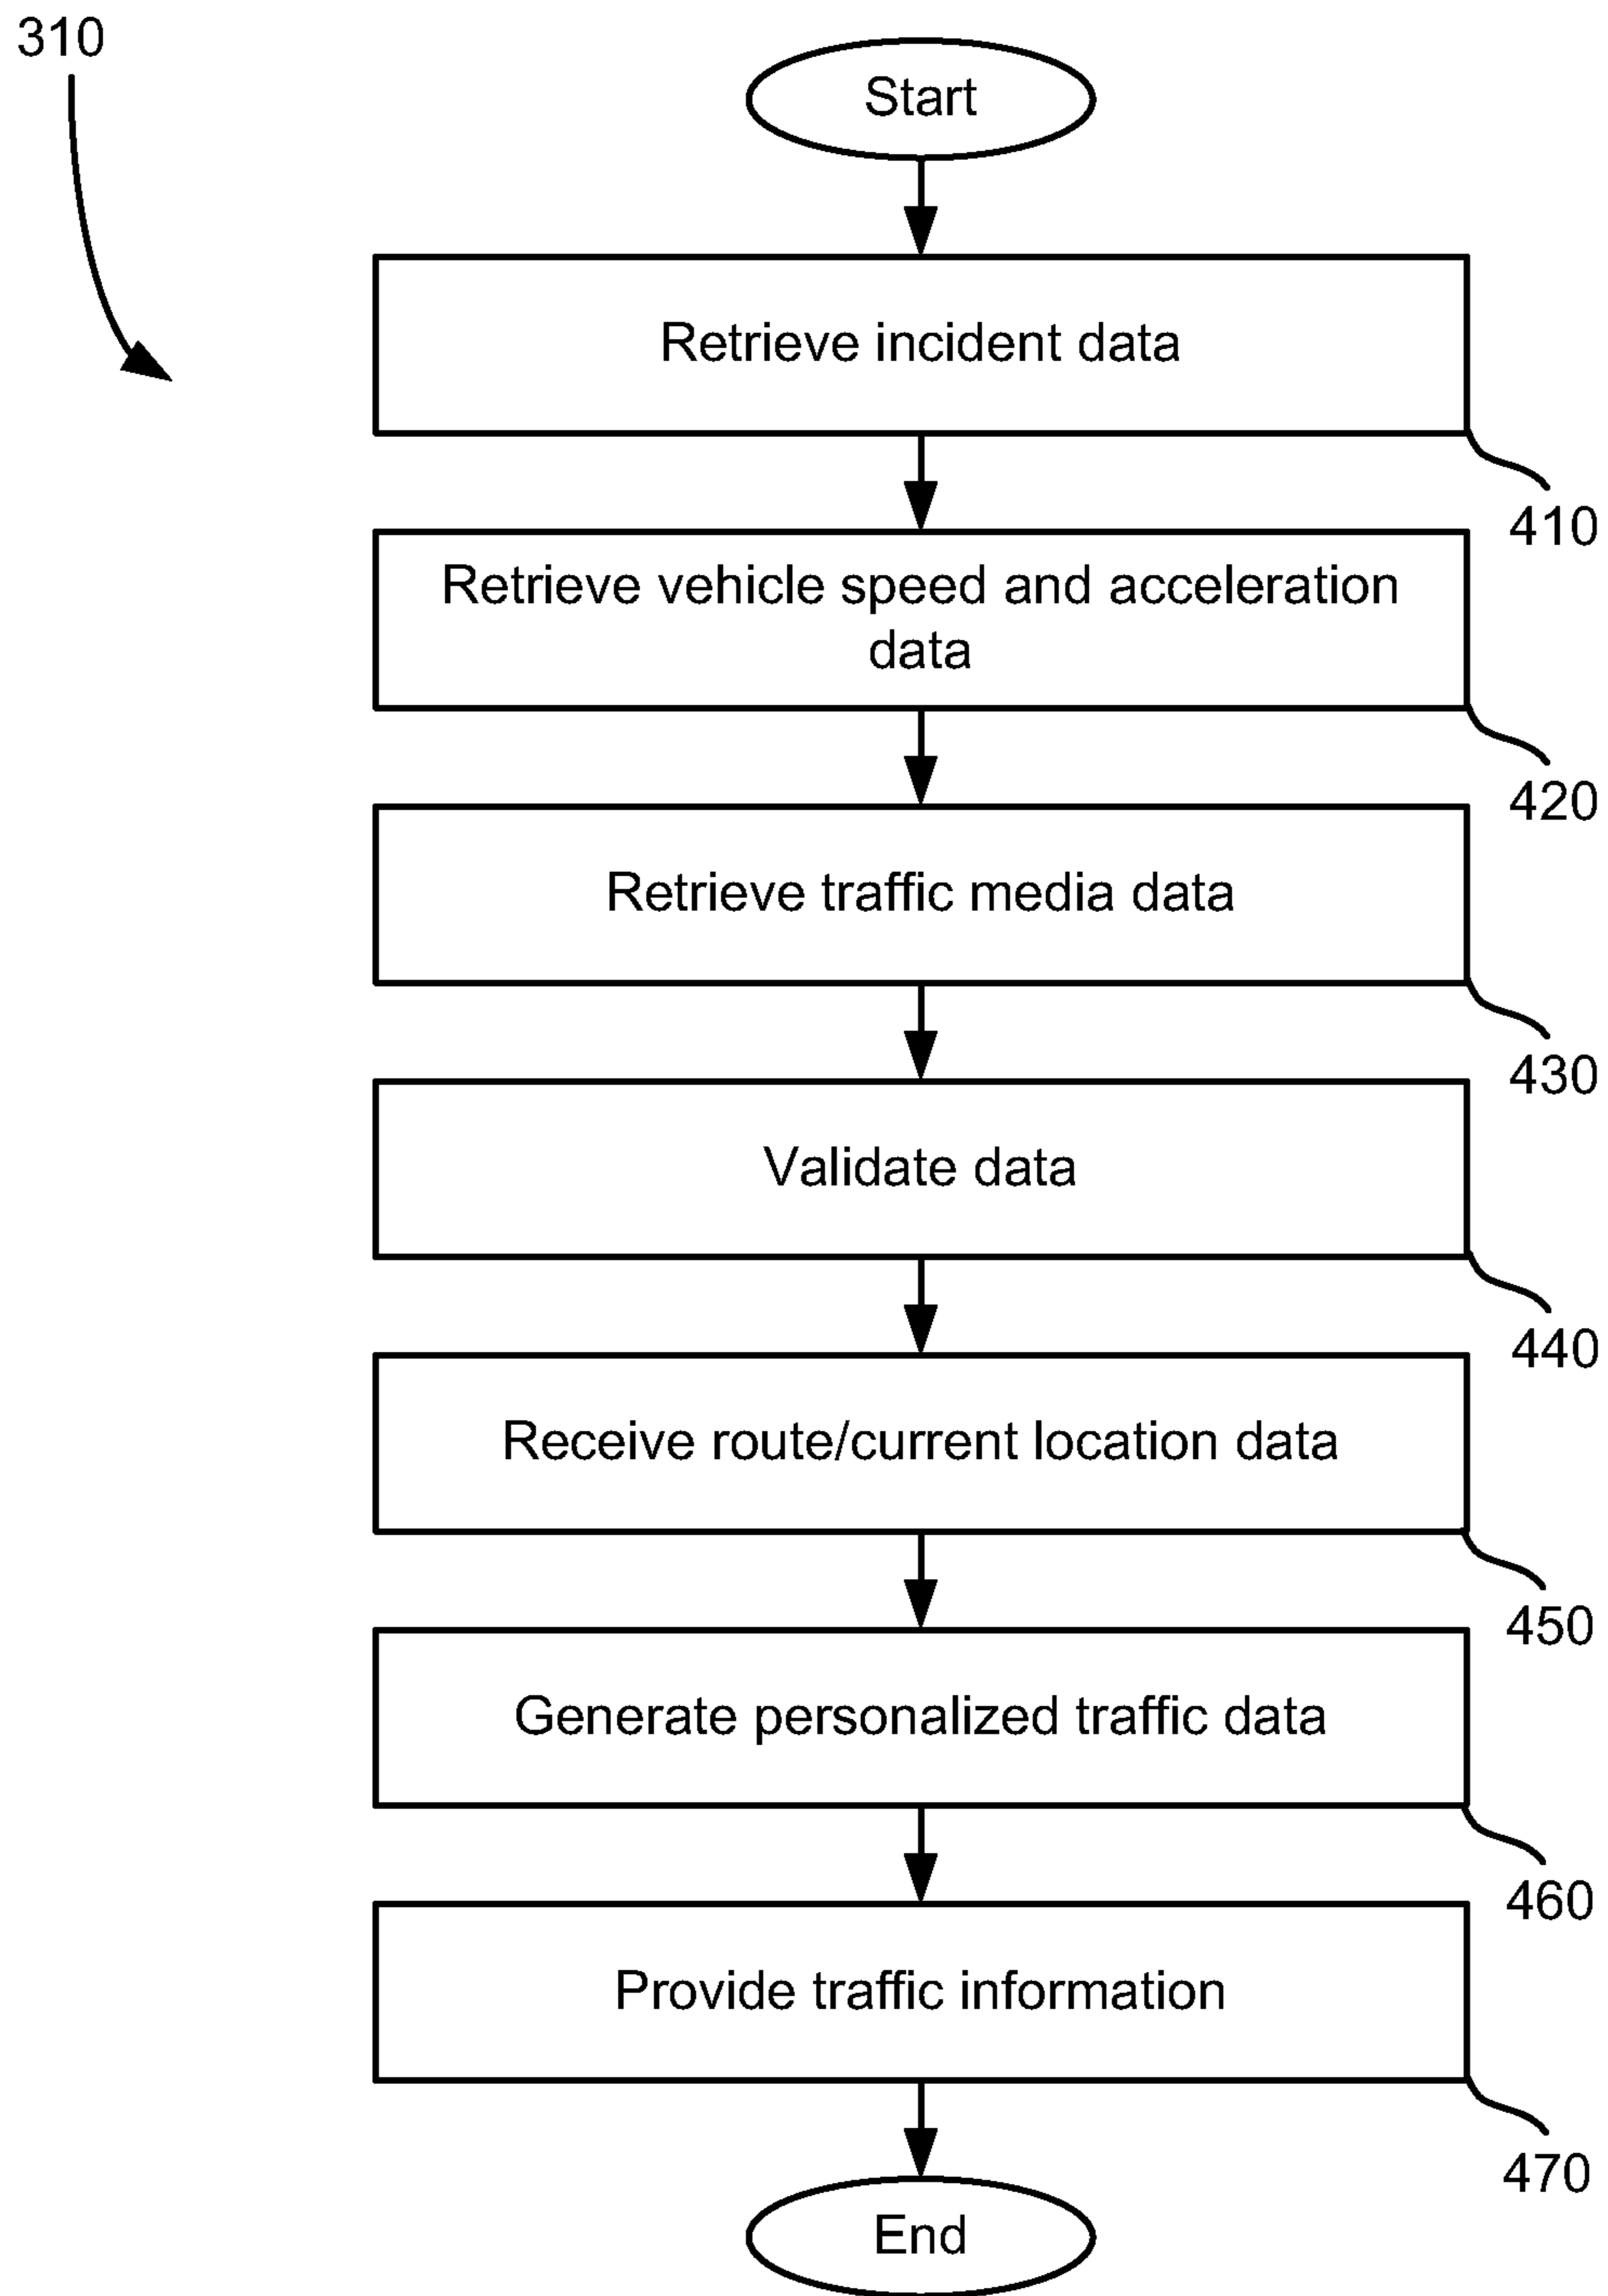 310
Start
Retrieve incident data
410
Retrieve vehicle speed and acceleration
data
420
Retrieve traffic media data
430
Validate data
440
Receive route/current location data
450
Generate personalized traffic data
460
Provide traffic information
470
End